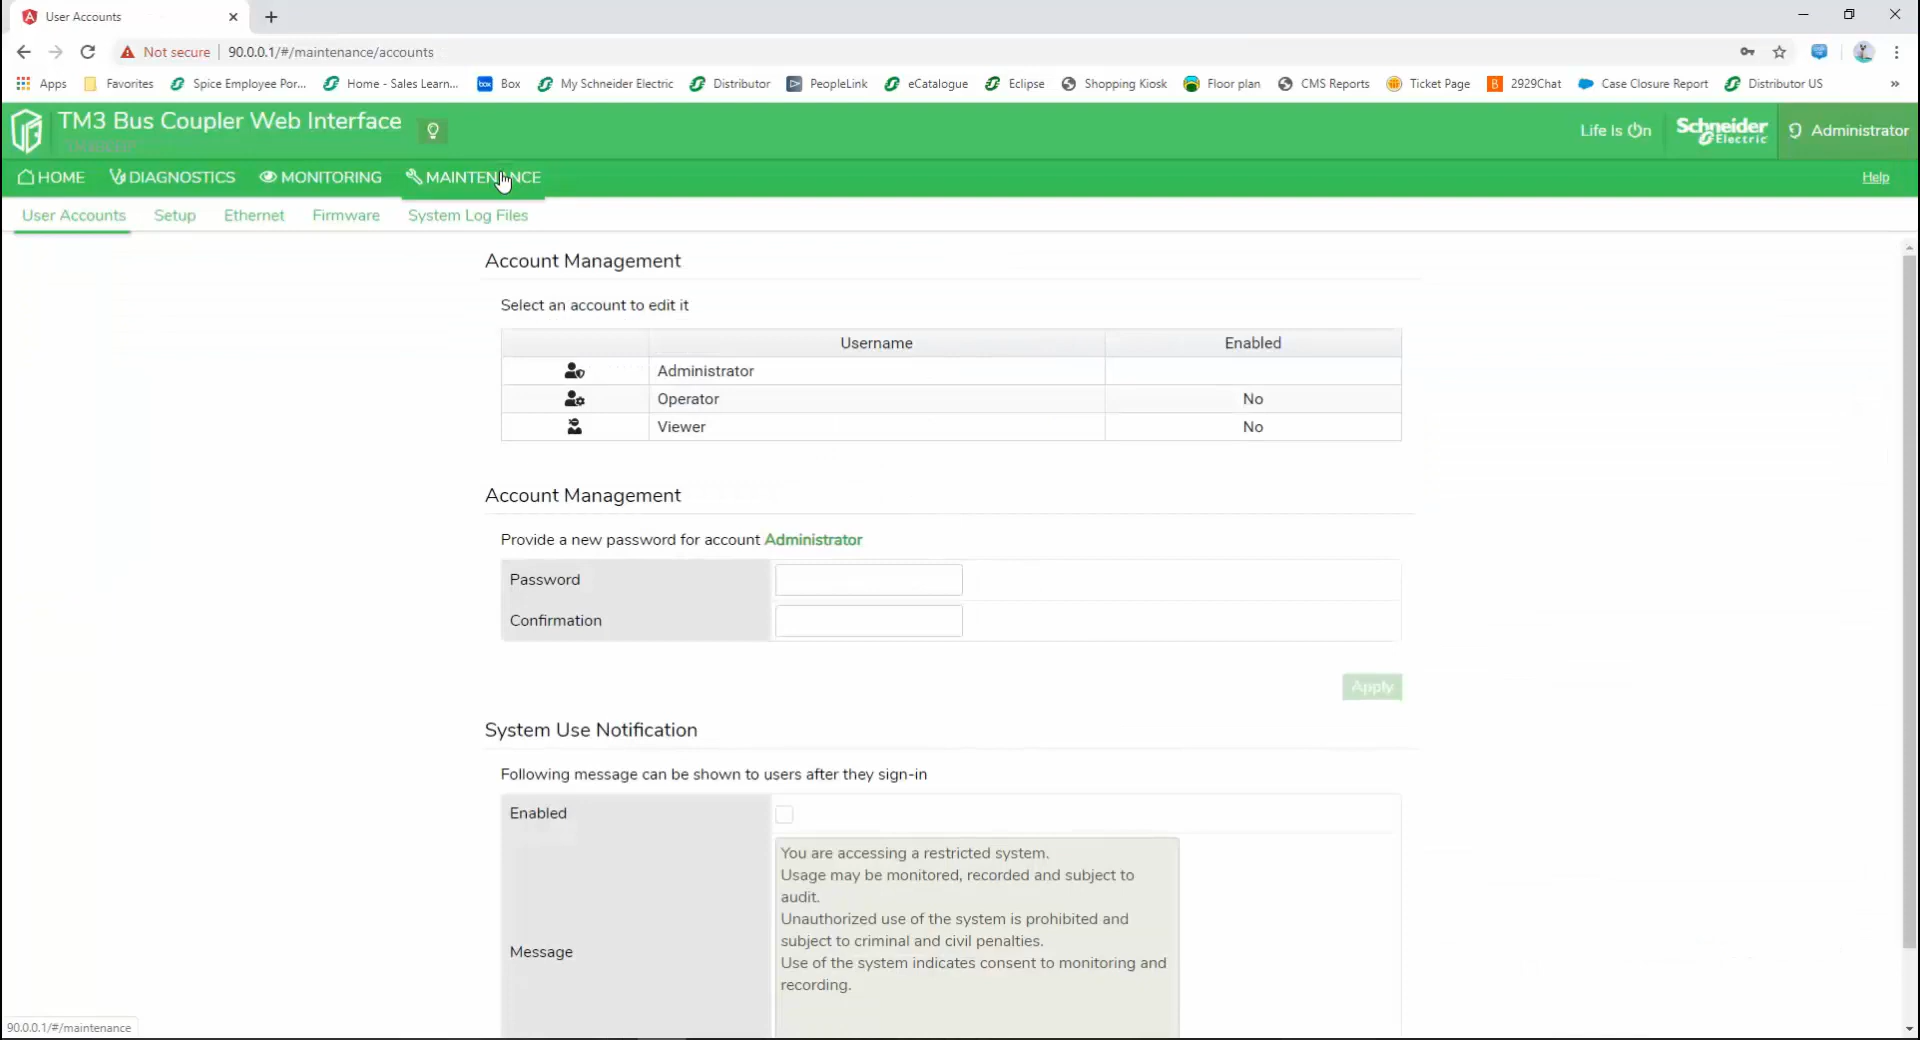 User Accounts
Not secure 90.0.0.1/#/maintenance/accounts
Apps Favorites Spice Employee Por... Home - Sales Learn... box Box My Schneider Electric Distributor PeopleLink eCatalogue Eclipse Shopping Kiosk Floor plan CMS Reports Ticket Page B 2929Chat Case Closure Report Distributor US »
TM3 Bus Coupler Web Interface
Life Is On Schneider Electric Administrator
HOME DIAGNOSTICS MONITORING MAINTENANCE Help
User Accounts Setup Ethernet Firmware System Log Files
Account Management
Select an account to edit it
Username Enabled
Administrator
Operator No
Viewer No
Account Management
Provide a new password for account Administrator
Password
Confirmation
Apply
System Use Notification
Following message can be shown to users after they sign-in
Enabled
Message
You are accessing a restricted system.
Usage may be monitored, recorded and subject to
audit.
Unauthorized use of the system is prohibited and
subject to criminal and civil penalties.
Use of the system indicates consent to monitoring and
recording.
90.0.0.1/#/maintenance